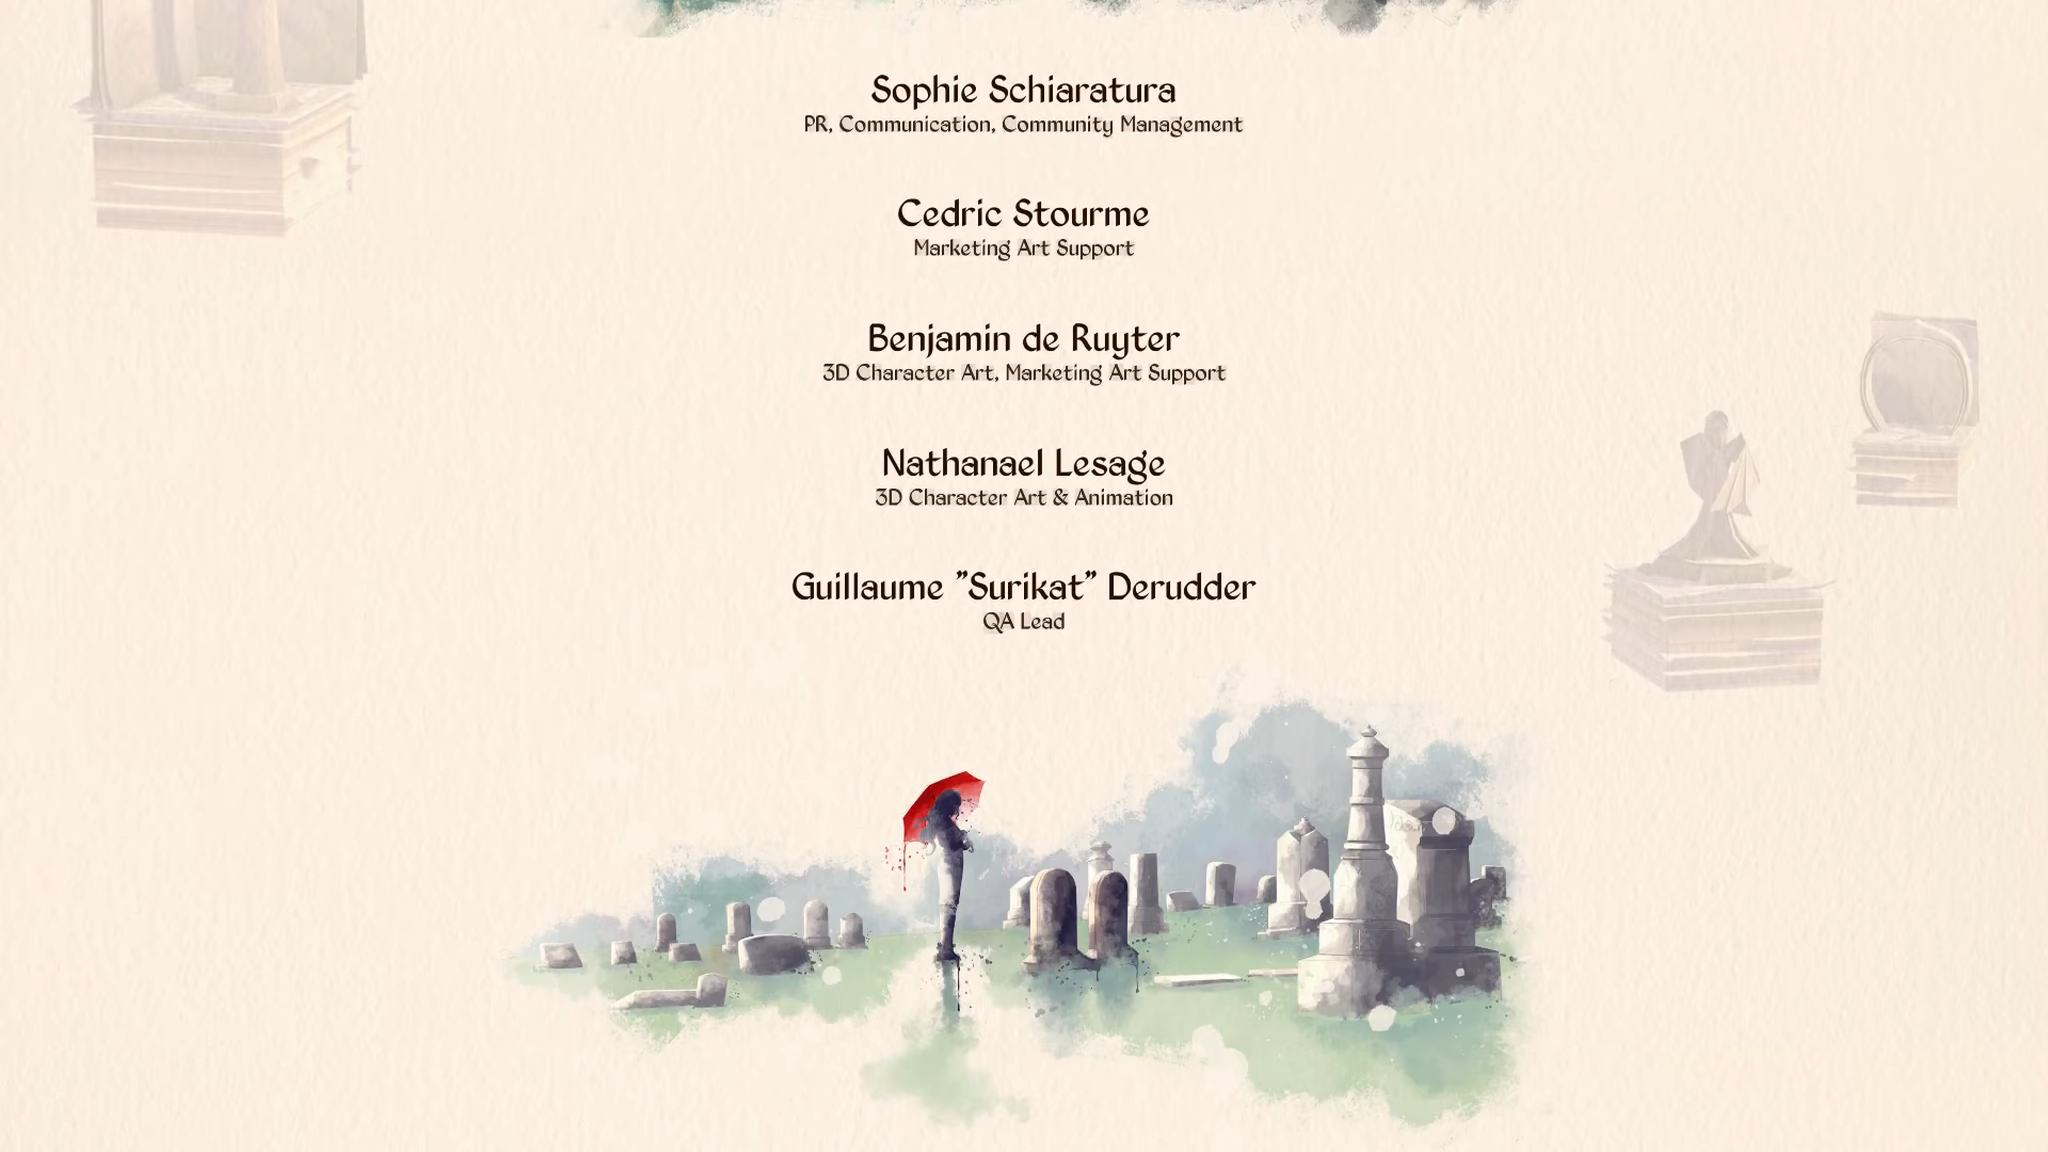 Sophie Schiaratura
PR, Communication, Community Management
Cedric Stourme
Marketing Art Support
Benjamin de Ruyter
3D Character Art, Marketing Art Support
Nathanael Lesage
3D Character Art & Animation
Guillaume "Surikat" Derudder
QA Lead